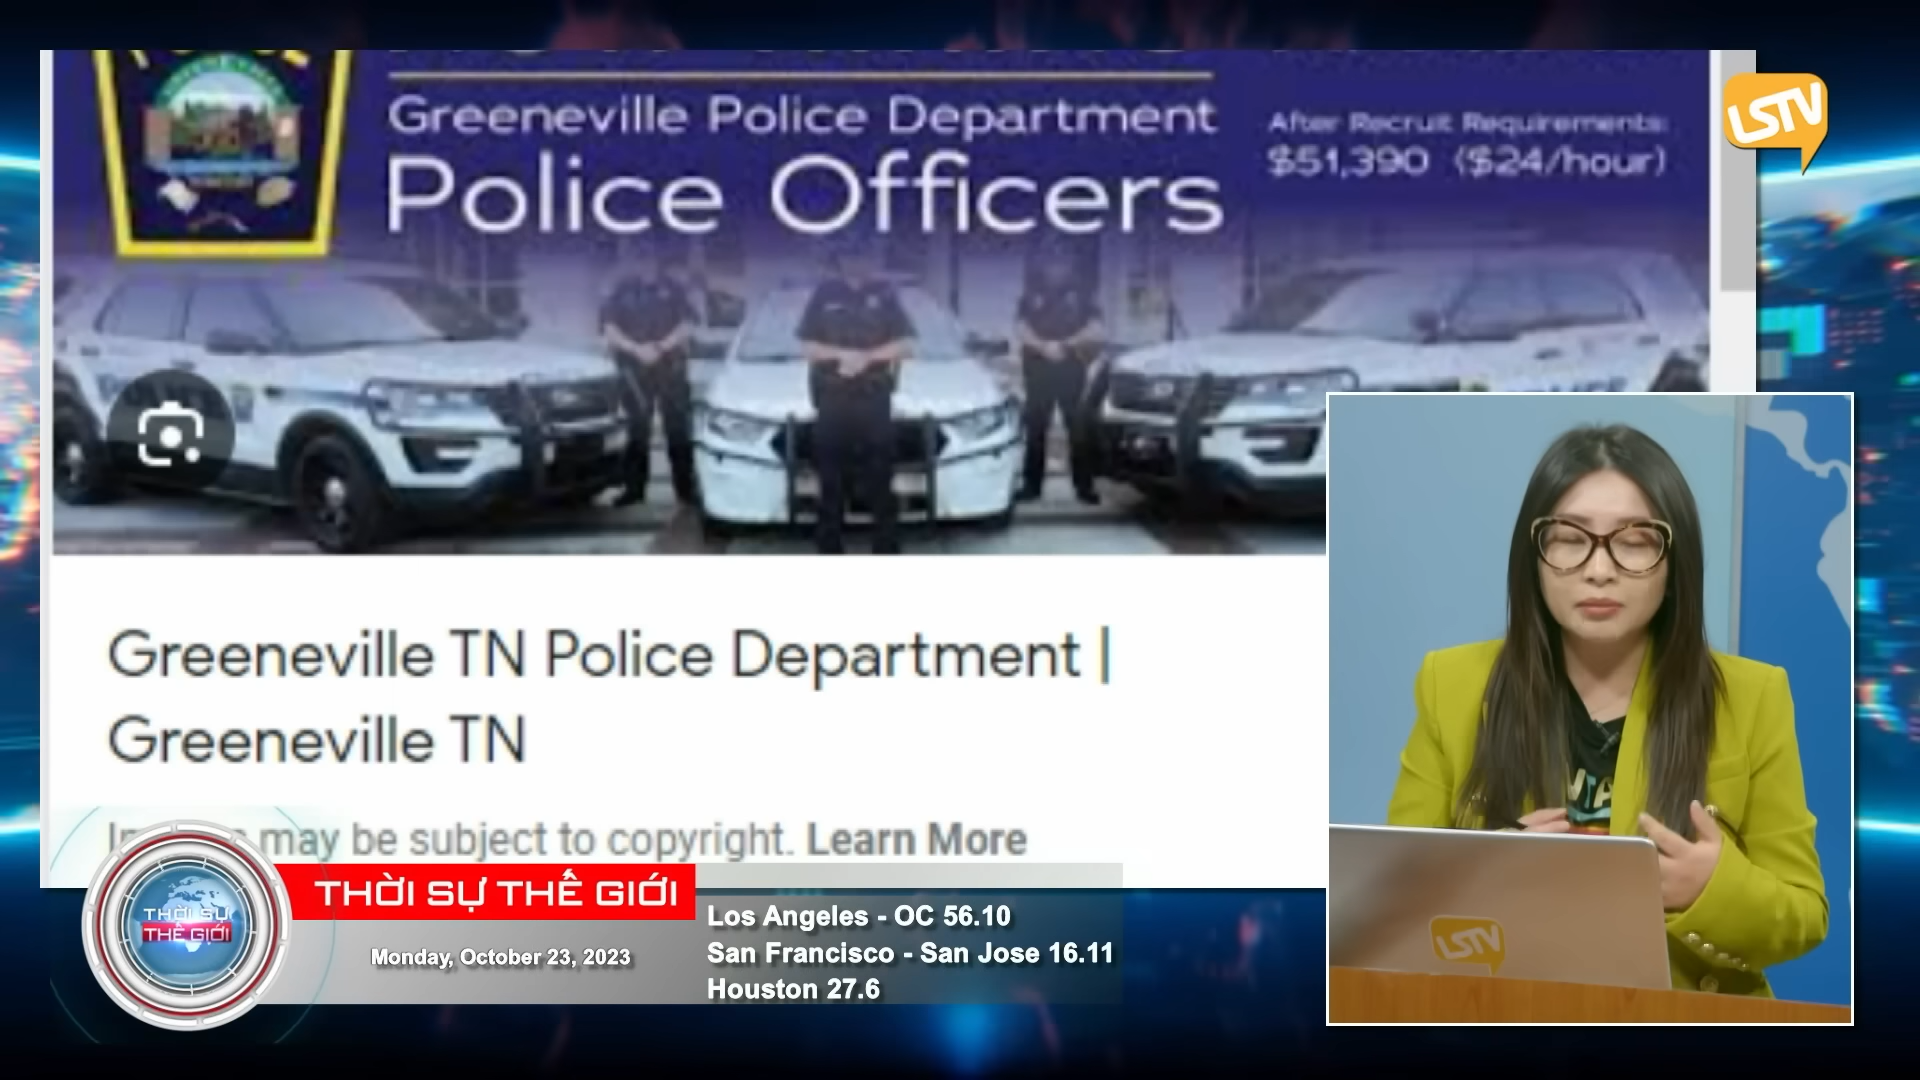 Greeneville Police Department
Police Officers
After Recruit Requirements:
$51,390 ($24/hour)
LSTV
Greeneville TN Police Department |
Greeneville TN
may be subject to copyright. Learn More
THỜI SỰ THẾ GIỚI
THỜI SỰ
THẾ GIỚI
Monday, October 23, 2023
Los Angeles - OC 56.10
San Francisco - San Jose 16.11
Houston 27.6
LSTV